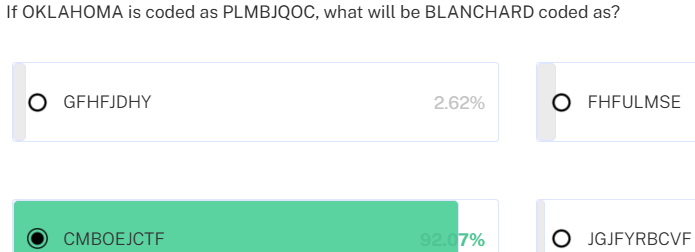 If OKLAHOMA is coded as PLMBJQOC, what will be BLANCHARD coded as?
GFHFJDHY 2.62% FHFULMSE
CMBOEJCTF 92.07% JGJFYRBCVF